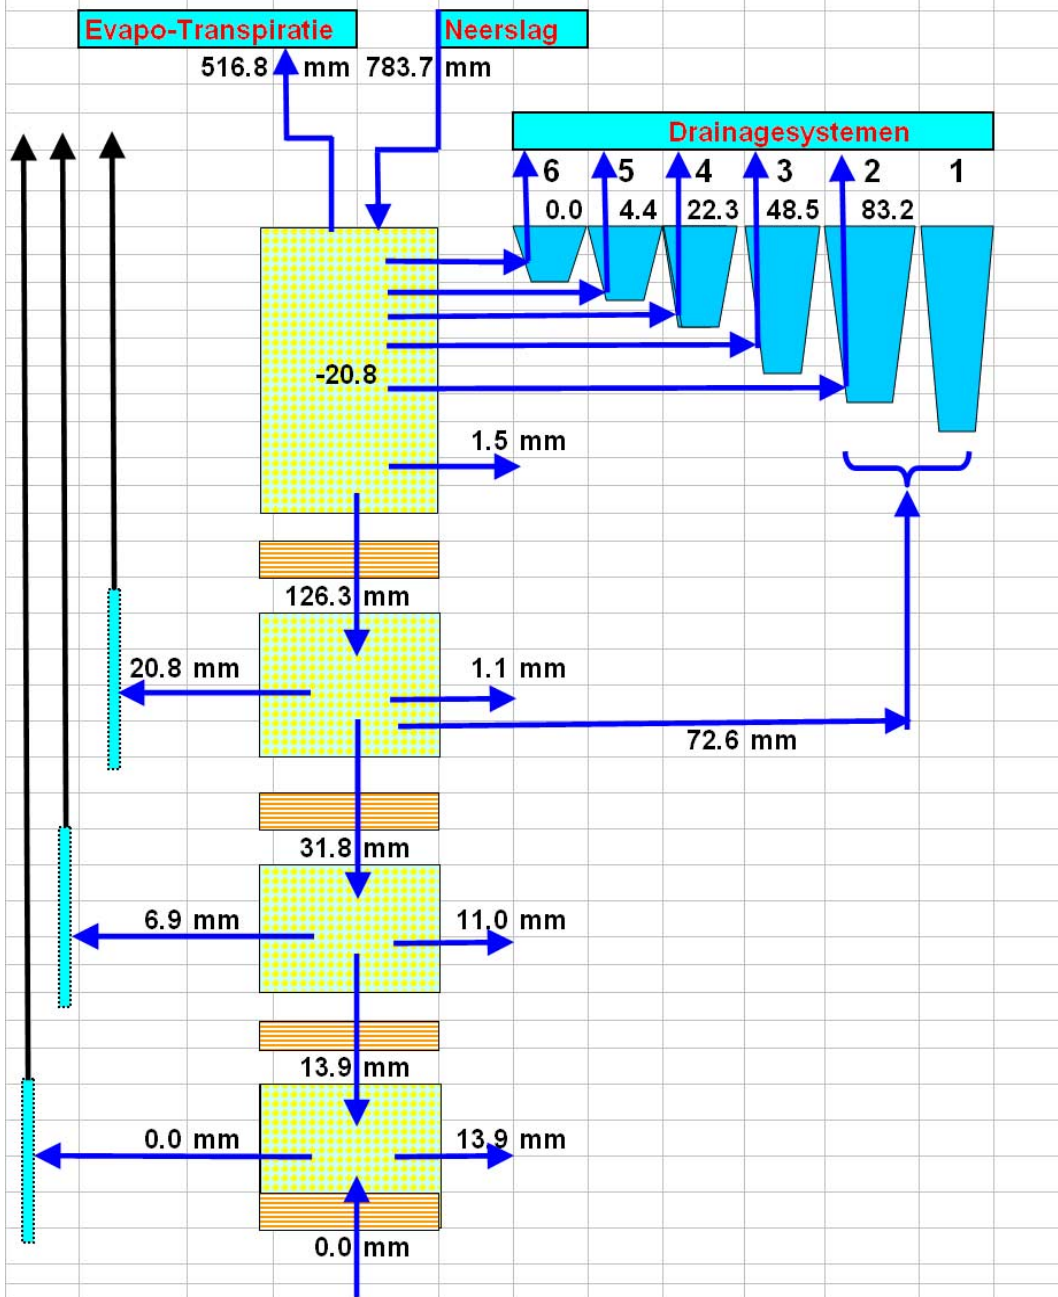 Evapo-Transpiratie Neerslag
516.8 mm 783.7 mm
Drainagesystemen
6 5 4 3 2 1
0.0 4.4 22.3 48.5 83.2
-20.8
1.5 mm
126.3 mm
20.8 mm 1.1 mm
72.6 mm
31.8 mm
6.9 mm 11.0 mm
13.9 mm
0.0 mm 13.9 mm
0.0 mm